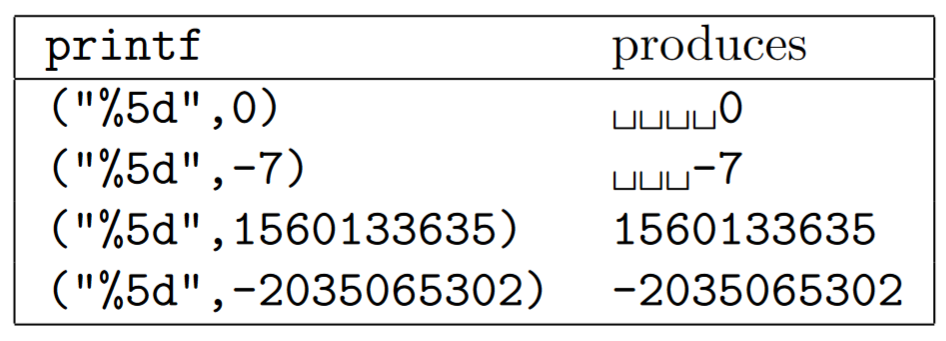 printf produces
("%5d",0) ␣␣␣␣0
("%5d",-7) ␣␣␣-7
("%5d",1560133635) 1560133635
("%5d",-2035065302) -2035065302